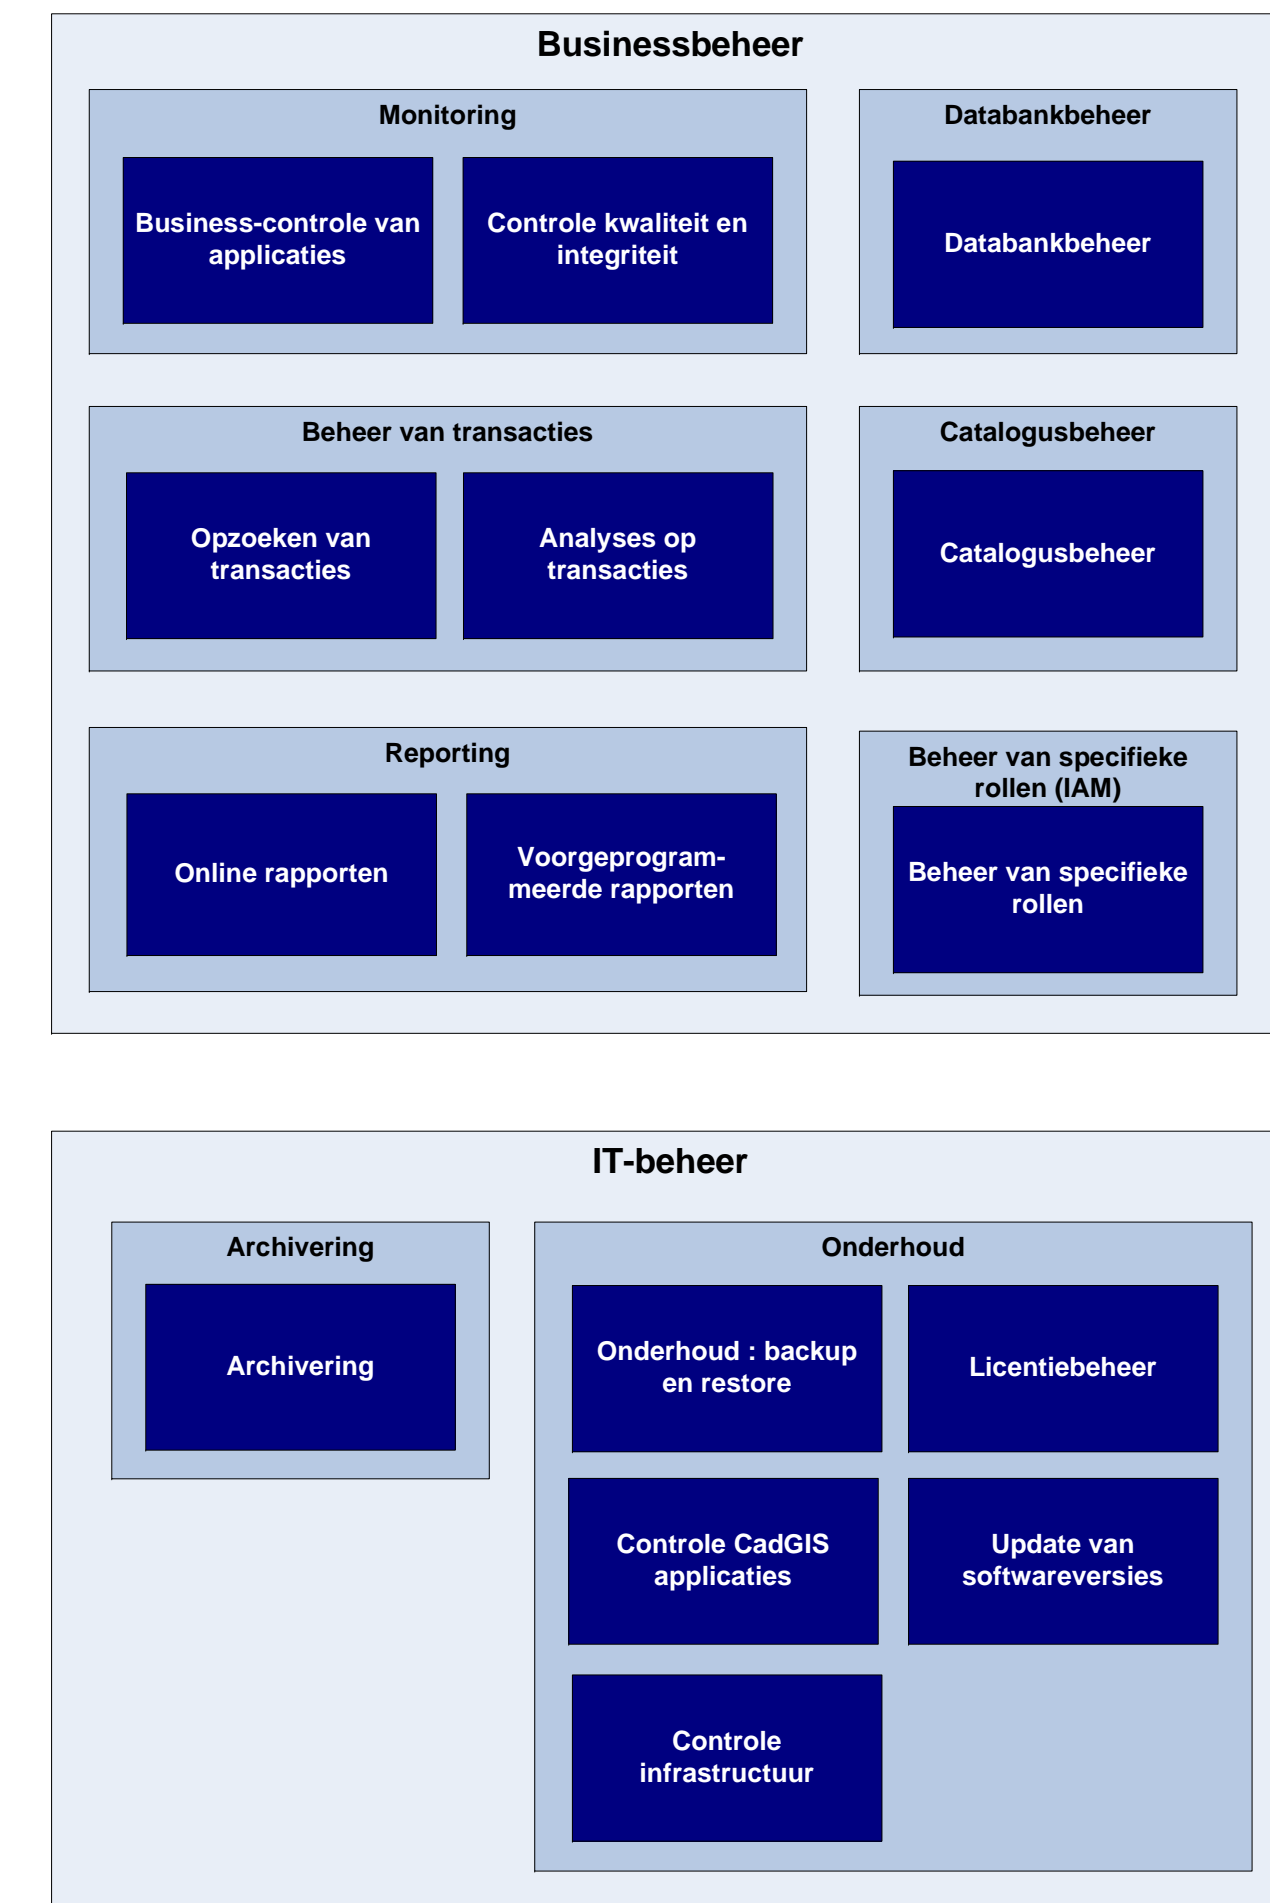 Businessbeheer
Monitoring
Business-controle van
applicaties
Controle kwaliteit en
integriteit
Databankbeheer
Databankbeheer
Beheer van transacties
Opzoeken van
transacties
Analyses op
transacties
Catalogusbeheer
Catalogusbeheer
Reporting
Online rapporten
Voorgeprogram-
meerde rapporten
Beheer van specifieke
rollen (IAM)
Beheer van specifieke
rollen
IT-beheer
Archivering
Archivering
Onderhoud
Onderhoud : backup
en restore
Licentiebeheer
Controle CadGIS
applicaties
Update van
softwareversies
Controle
infrastructuur